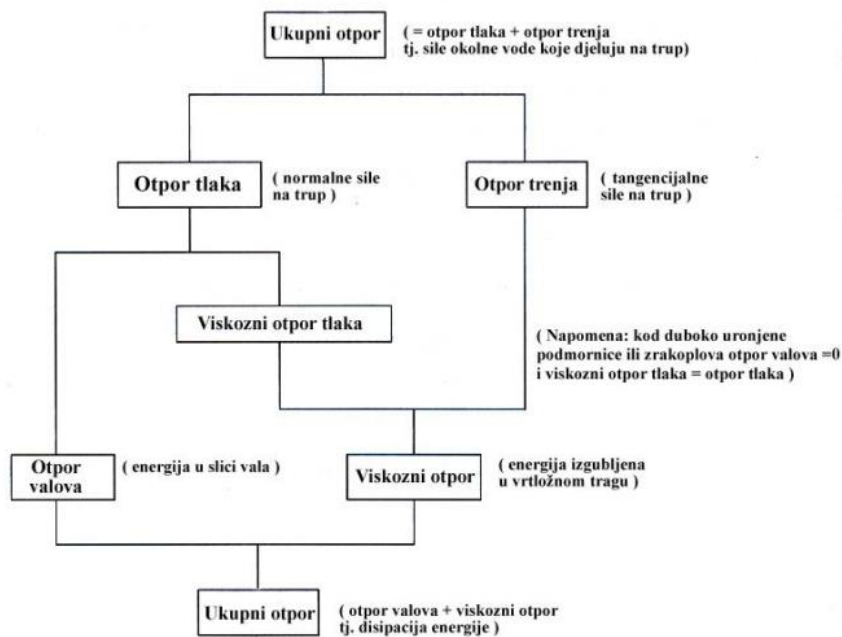 Ukupni otpor
( = otpor tlaka + otpor trenja
tj. sile okolne vode koje djeluju na trup)
Otpor tlaka
( normalne sile
na trup )
Otpor trenja
( tangencijalne
sile na trup )
Viskozni otpor tlaka
( Napomena: kod duboko uronjene
podmornice ili zrakoplova otpor valova =0
i viskozni otpor tlaka = otpor tlaka )
Otpor
valova
( energija u slici vala )
Viskozni otpor
( energija izgubljena
u vrtložnom tragu )
Ukupni otpor
( otpor valova + viskozni otpor
tj. disipacija energije )